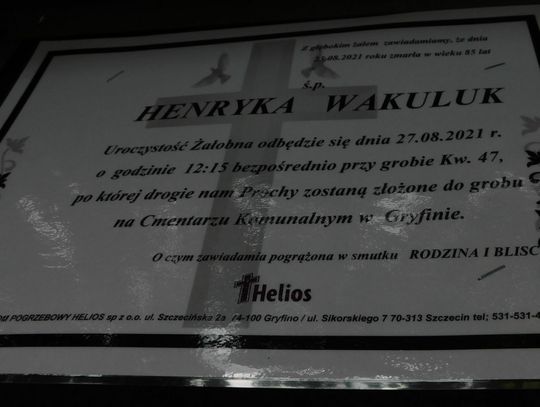 Z głębokim żalem zawiadamiamy, że dnia
23.08.2021 roku zmarła w wieku 85 lat
ś.p.
HENRYKA WAKULUK
Uroczystość Żałobna odbędzie się dnia 27.08.2021 r.
o godzinie 12:15 bezpośrednio przy grobie Kw. 47,
po której drogie nam Prochy zostaną złożone do grobu
na Cmentarzu Komunalnym w Gryfinie.
O czym zawiadamia pogrążona w smutku RODZINA I BLISC
Helios
POGRZEBOWY HELIOS sp z o.o. ul. Szczecińska 2a /4-100 Gryfino / ul. Sikorskiego 7 70-313 Szczecin tel; 531-531-4